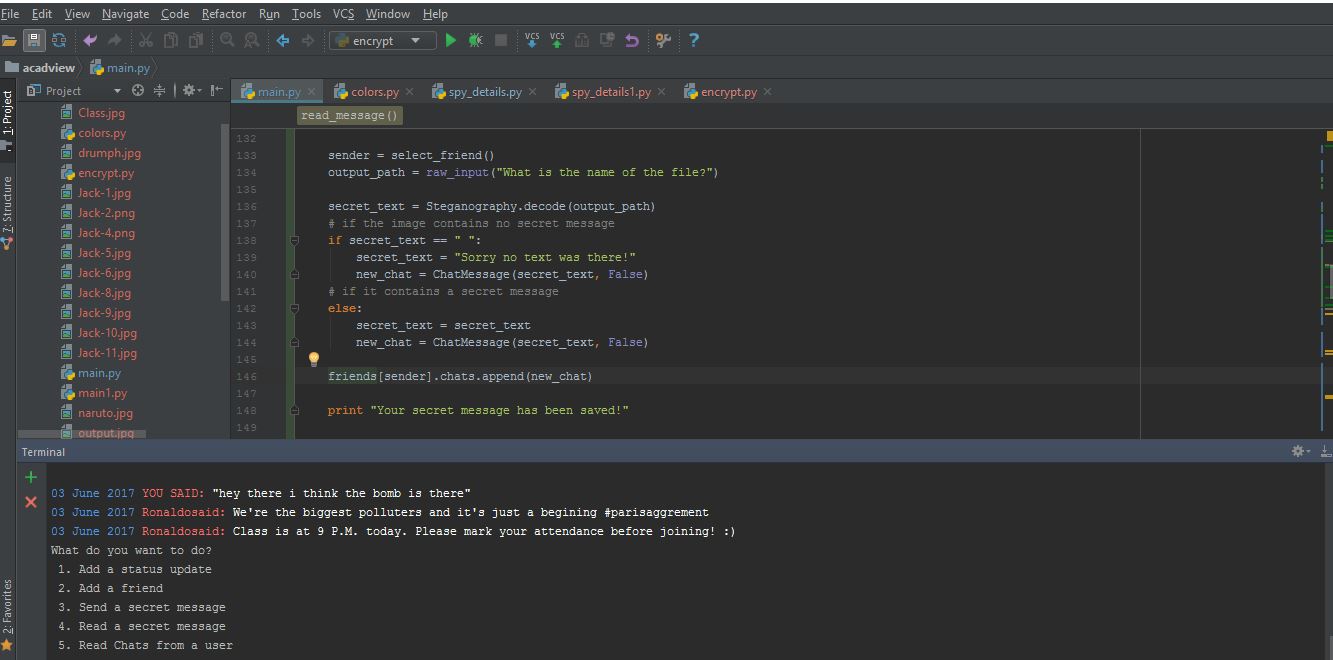 File Edit View Navigate Code Refactor Run Tools VCS Window Help
encrypt VCS VCS ?
acadview main.py
1: Project
7: Structure
2: Favorites
Project
Class.jpg
colors.py
drumph.jpg
encrypt.py
Jack-1.jpg
Jack-2.png
Jack-4.png
Jack-5.jpg
Jack-6.jpg
Jack-8.jpg
Jack-9.jpg
Jack-10.jpg
Jack-11.jpg
main.py
main1.py
naruto.jpg
output.jpg
main.py colors.py spy_details.py spy_details1.py encrypt.py
read_message()
132
133 sender = select_friend()
134 output_path = raw_input("What is the name of the file?")
135
136 secret_text = Steganography.decode(output_path)
137 # if the image contains no secret message
138 if secret_text == " ":
139 secret_text = "Sorry no text was there!"
140 new_chat = ChatMessage(secret_text, False)
141 # if it contains a secret message
142 else:
143 secret_text = secret_text
144 new_chat = ChatMessage(secret_text, False)
145
146 friends[sender].chats.append(new_chat)
147
148 print "Your secret message has been saved!"
149
Terminal
03 June 2017 YOU SAID: "hey there i think the bomb is there"
03 June 2017 Ronaldosaid: We're the biggest polluters and it's just a begining #parisaggrement
03 June 2017 Ronaldosaid: Class is at 9 P.M. today. Please mark your attendance before joining! :)
What do you want to do?
1. Add a status update
2. Add a friend
3. Send a secret message
4. Read a secret message
5. Read Chats from a user